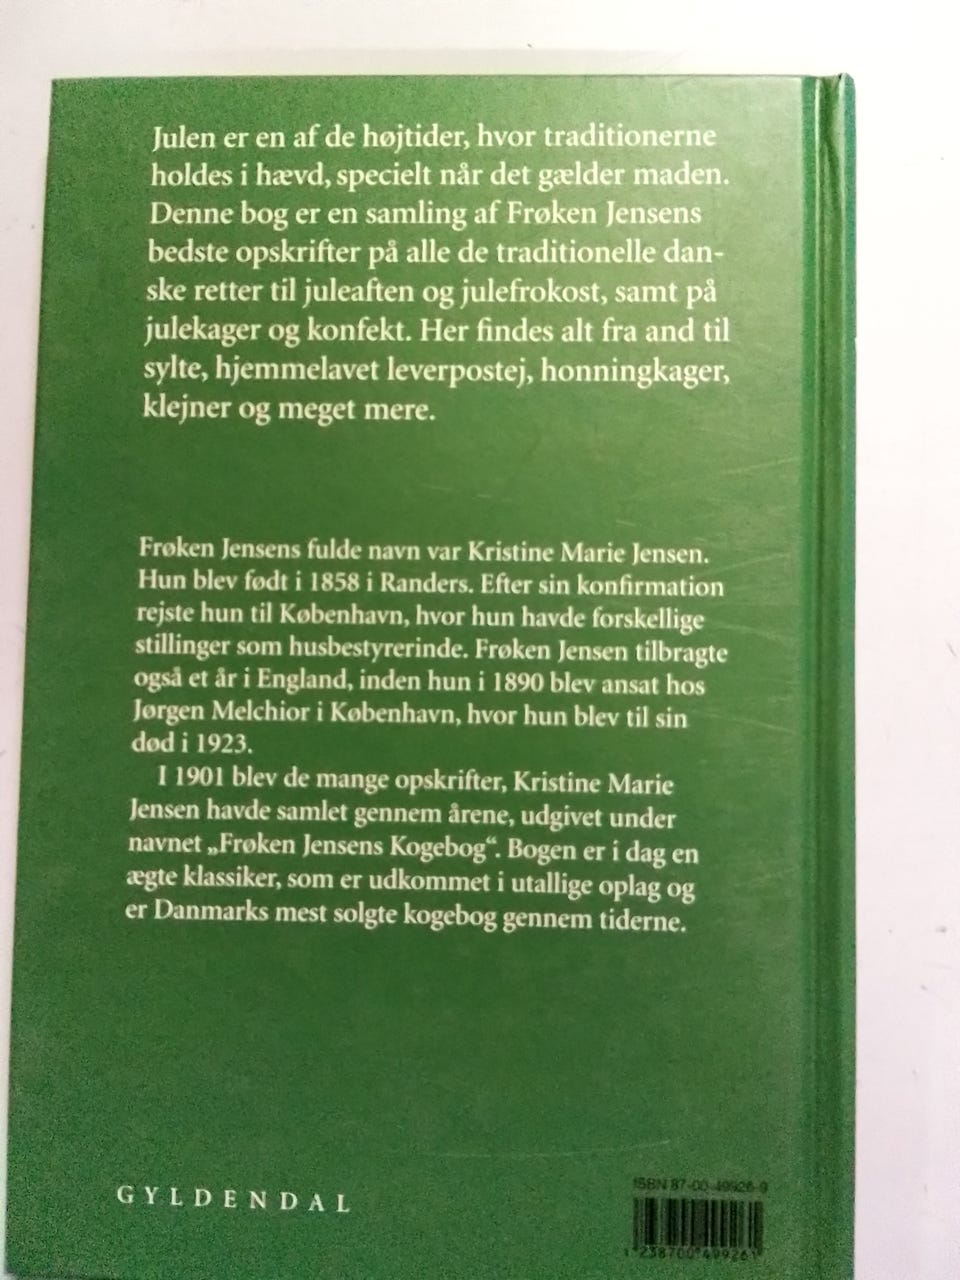 Julen er en af de højtider, hvor traditionerne
holdes i hævd, specielt når det gælder maden.
Denne bog er en samling af Frøken Jensens
bedste opskrifter på alle de traditionelle dan-
ske retter til juleaften og julefrokost, samt på
julekager og konfekt. Her findes alt fra and til
sylte, hjemmelavet leverpostej, honningkager,
klejner og meget mere.
Frøken Jensens fulde navn var Kristine Marie Jensen.
Hun blev født i 1858 i Randers. Efter sin konfirmation
rejste hun til København, hvor hun havde forskellige
stillinger som husbestyrerinde. Frøken Jensen tilbragte
også et år i England, inden hun i 1890 blev ansat hos
Jørgen Melchior i København, hvor hun blev til sin
død i 1923.
I 1901 blev de mange opskrifter, Kristine Marie
Jensen havde samlet gennem årene, udgivet under
navnet „Frøken Jensens Kogebog“. Bogen er i dag en
ægte klassiker, som er udkommet i utallige oplag og
er Danmarks mest solgte kogebog gennem tiderne.
GYLDENDAL
ISBN 87-00-49926-9